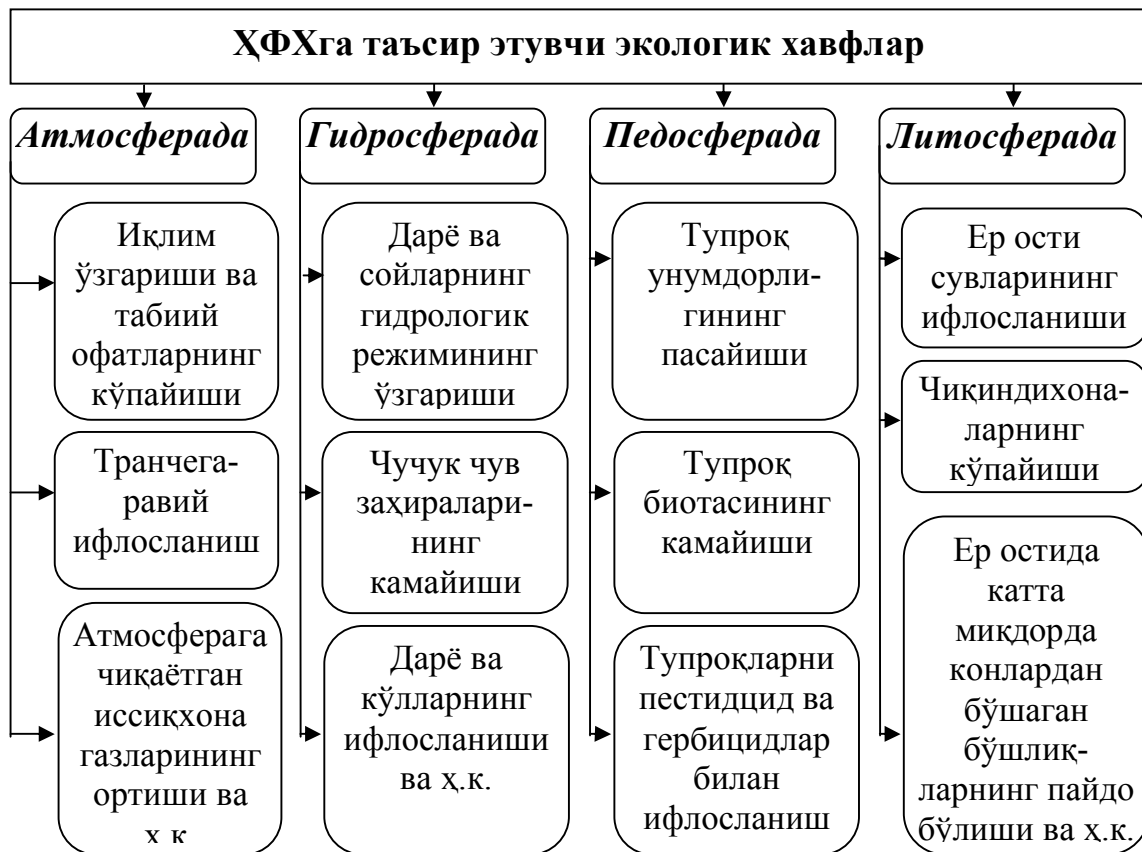 ҲФХга таъсир этувчи экологик хавфлар
Атмосферада
Иқлим
ўзгариши ва
табиий
офатларнинг
кўпайиши
Транчега-
равий
ифлосланиш
Атмосферага
чиқаётган
иссиқхона
газларининг
ортиши ва
ҳ.к.
Гидросферада
Дарё ва
сойларнинг
гидрологик
режимининг
ўзгариши
Чучук чув
заҳиралари-
нинг
камайиши
Дарё ва
кўлларнинг
ифлосланиши
ва ҳ.к.
Педосферада
Тупроқ
унумдорли-
гининг
пасайиши
Тупроқ
биотасининг
камайиши
Тупроқларни
пестидцид ва
гербицидлар
билан
ифлосланиш
Литосферада
Ер ости
сувларининг
ифлосланиши
Чиқиндихона-
ларнинг
кўпайиши
Ер остида
катта
миқдорда
конлардан
бўшаган
бўшлиқ-
ларнинг пайдо
бўлиши ва ҳ.к.